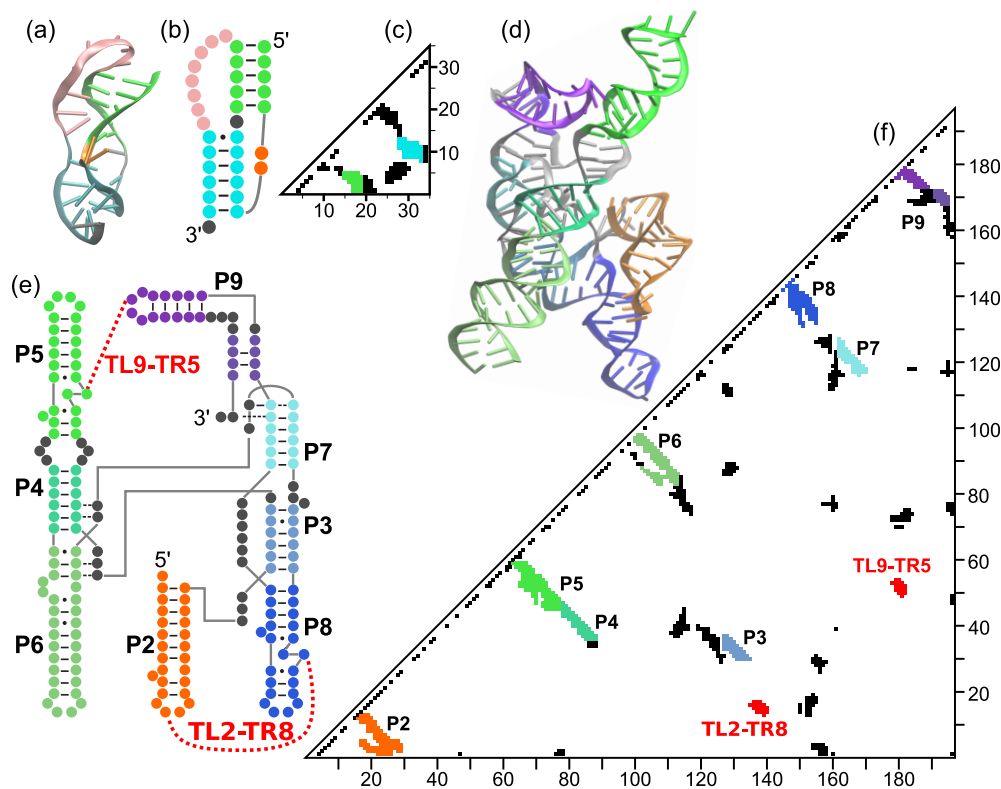 (a)
(b)
(c)
(d)
5'
3'
30
20
10
10 20 30
(e)
P5
P9
TL9-TR5
3'
P4
P7
P3
5'
P6
P2
P8
TL2-TR8
(f)
180
P9
160
P8
140
P7
120
P6
100
80
TL9-TR5
60
P5
P4
40
P3
20
TL2-TR8
P2
20 40 60 80 100 120 140 160 180